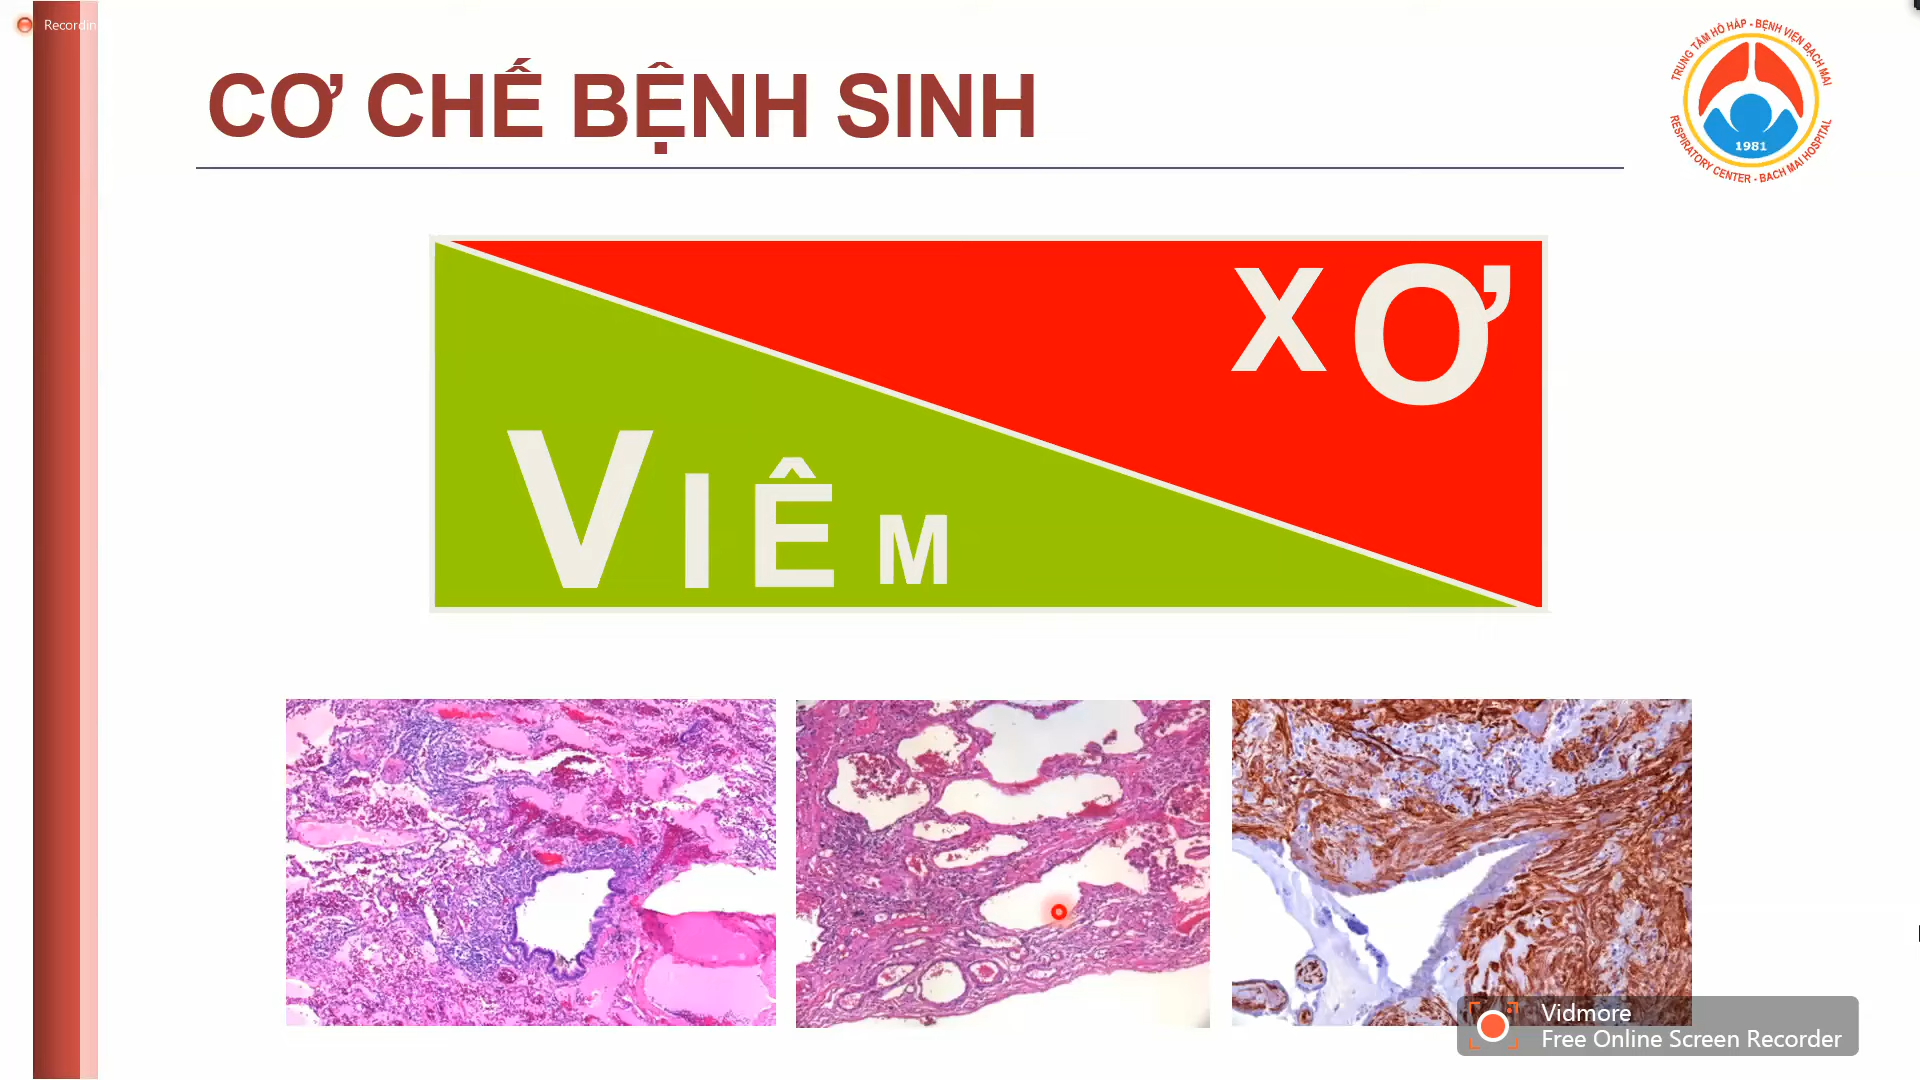 Recordin
CƠ CHẾ BỆNH SINH
TRUNG TÂM HÔ HẤP - BỆNH VIỆN BẠCH MAI
1981
RESPIRATORY CENTER - BACH MAI HOSPITAL
XƠ
VIÊM
Vidmore
Free Online Screen Recorder